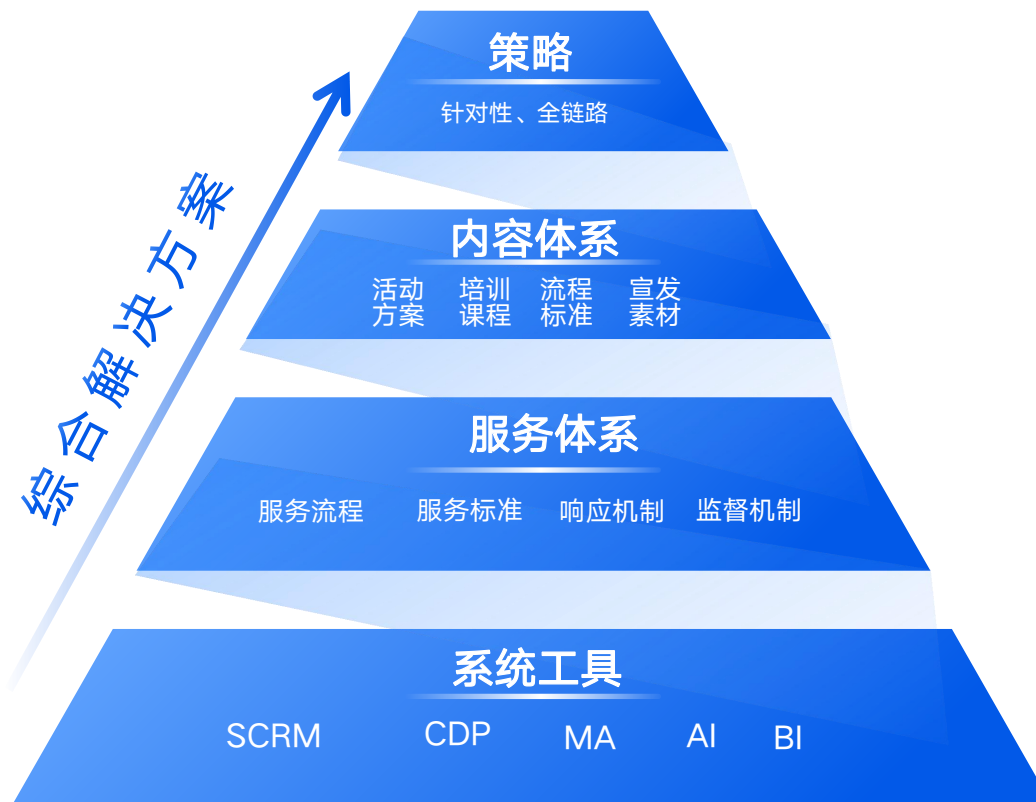 综合解决方案
策略
针对性、全链路
内容体系
活动 培训 流程 宣发
方案 课程 标准 素材
服务体系
服务流程 服务标准 响应机制 监督机制
系统工具
SCRM CDP MA AI BI